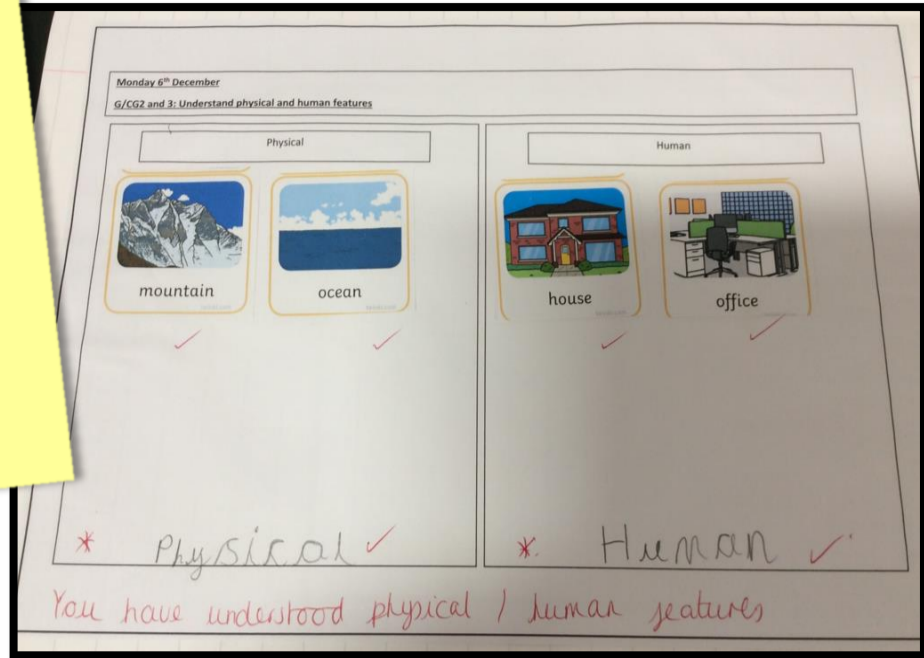 Monday 6th December
G/CG2 and 3: Understand physical and human features
Physical
Human
mountain
ocean
house
office
* Physical ✓
* Human ✓
You have understood physical / human features